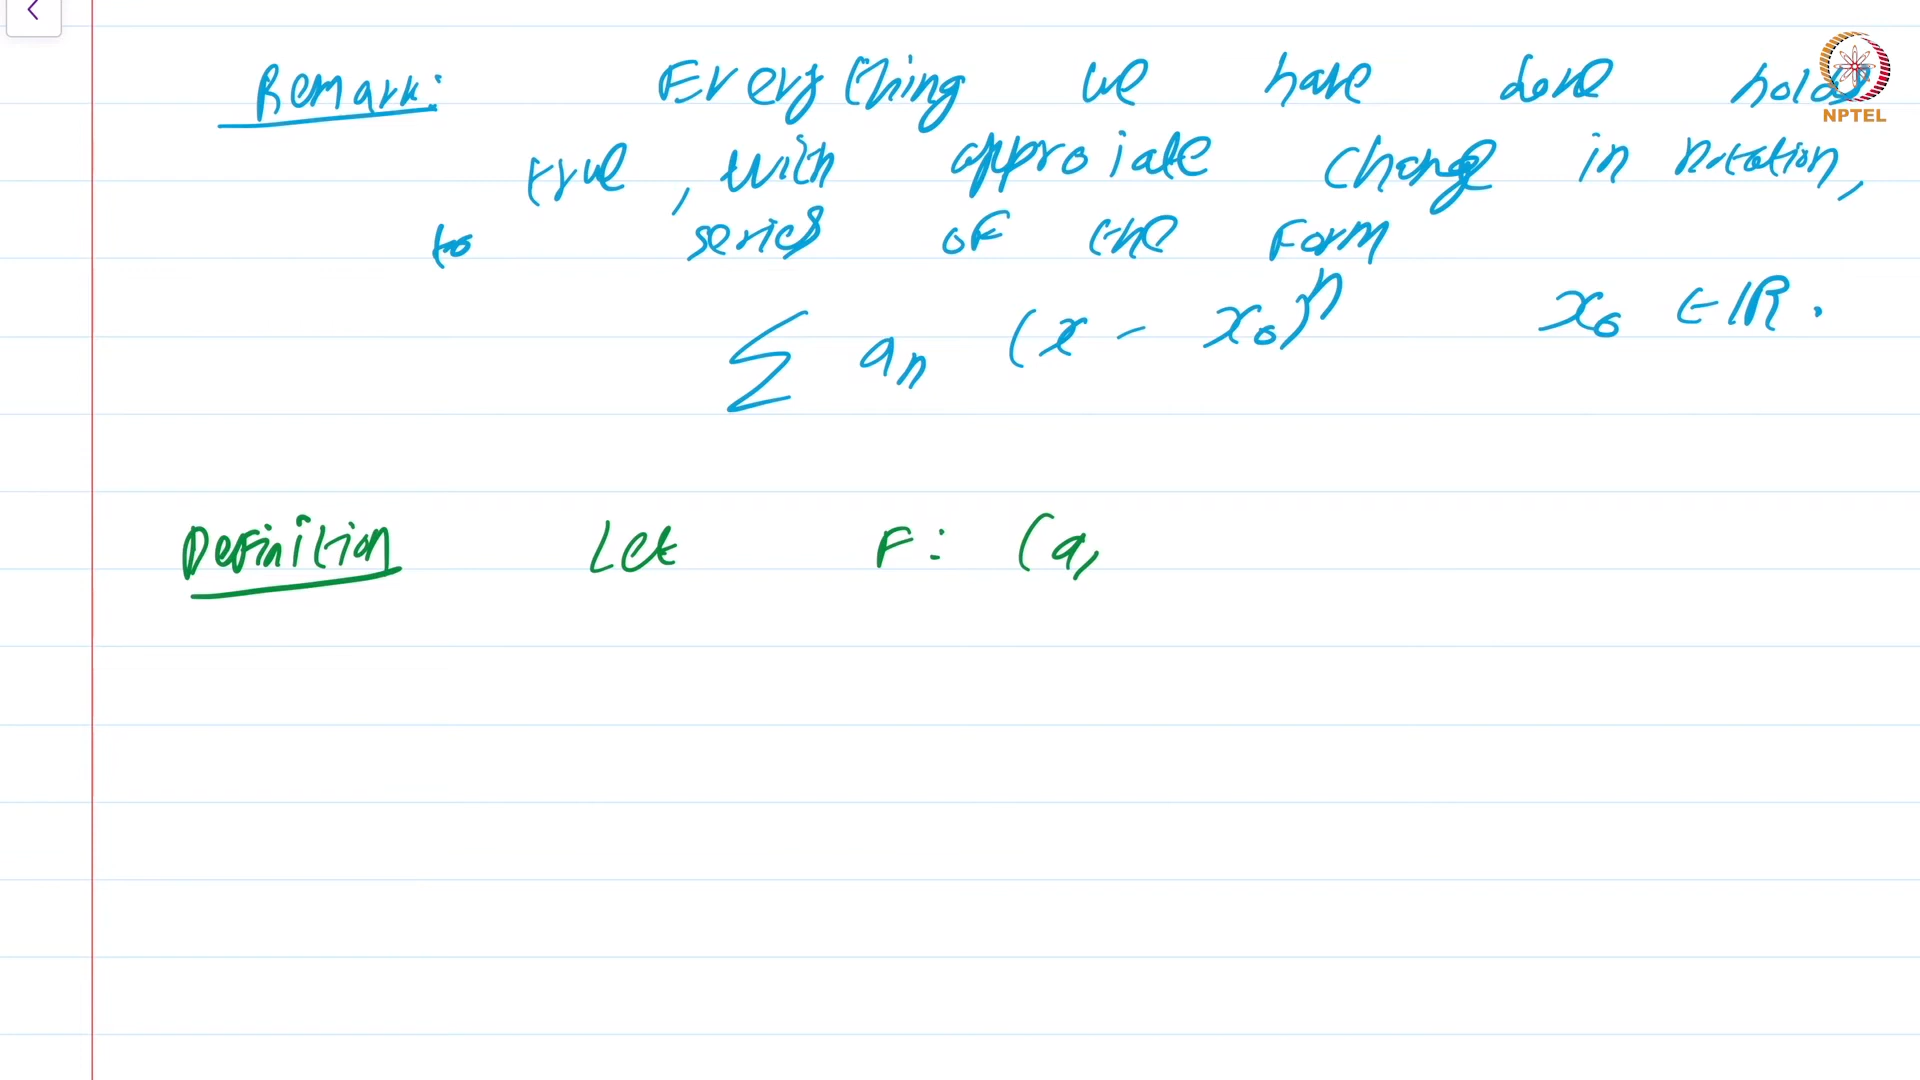 Remark: Everything we have done holds
NPTEL
true, with approiate change in notation,
to series of the form
∑ aₙ (x - x₀)ⁿ x₀ ∈ ℝ.
Definition Let F: (a,